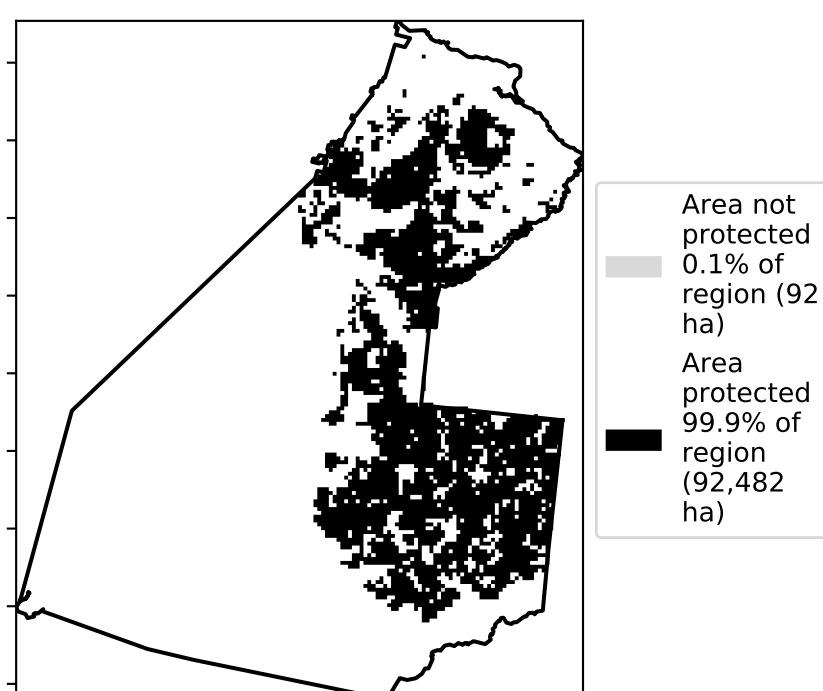 Area not
protected
0.1% of
region (92
ha)
Area
protected
99.9% of
region
(92,482
ha)